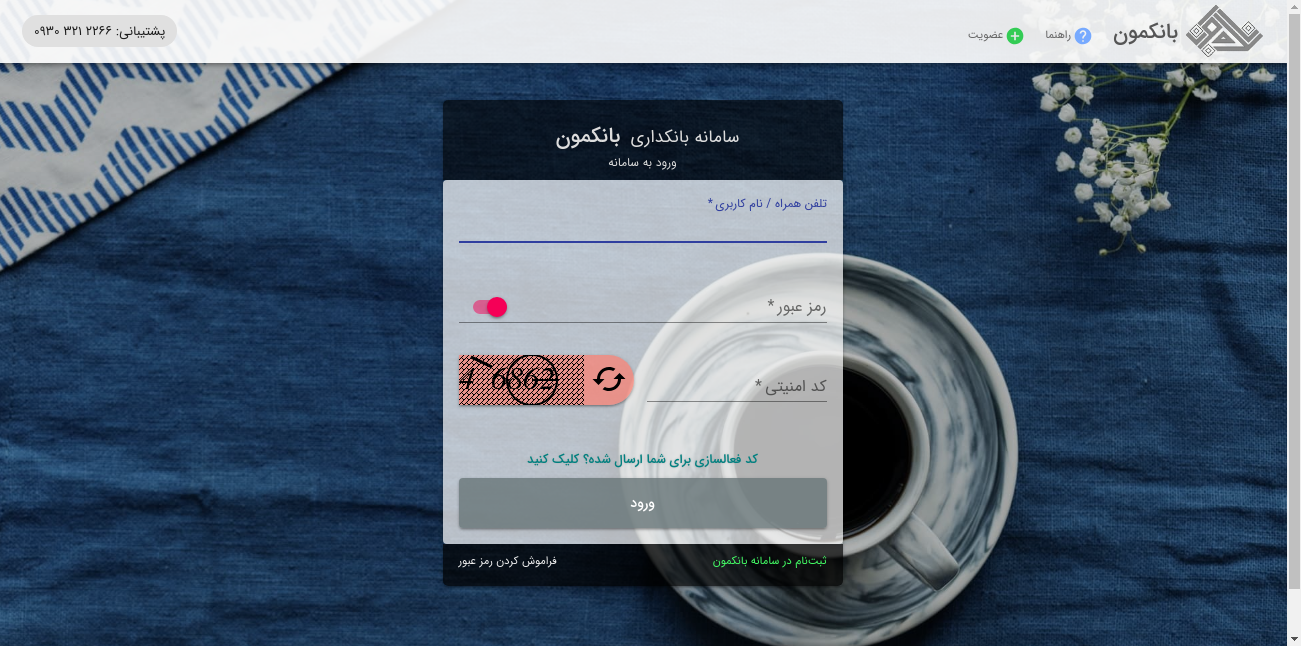 بانکمون
راهنما
عضویت
پشتیبانی: ۲۲۶۶ ۳۲۱ ۰۹۳۰
سامانه بانکداری بانکمون
ورود به سامانه
تلفن همراه / نام کاربری *
رمز عبور *
کد امنیتی *
4 6862
کد فعالسازی برای شما ارسال شده؟ کلیک کنید
ورود
ثبت‌نام در سامانه بانکمون
فراموش کردن رمز عبور